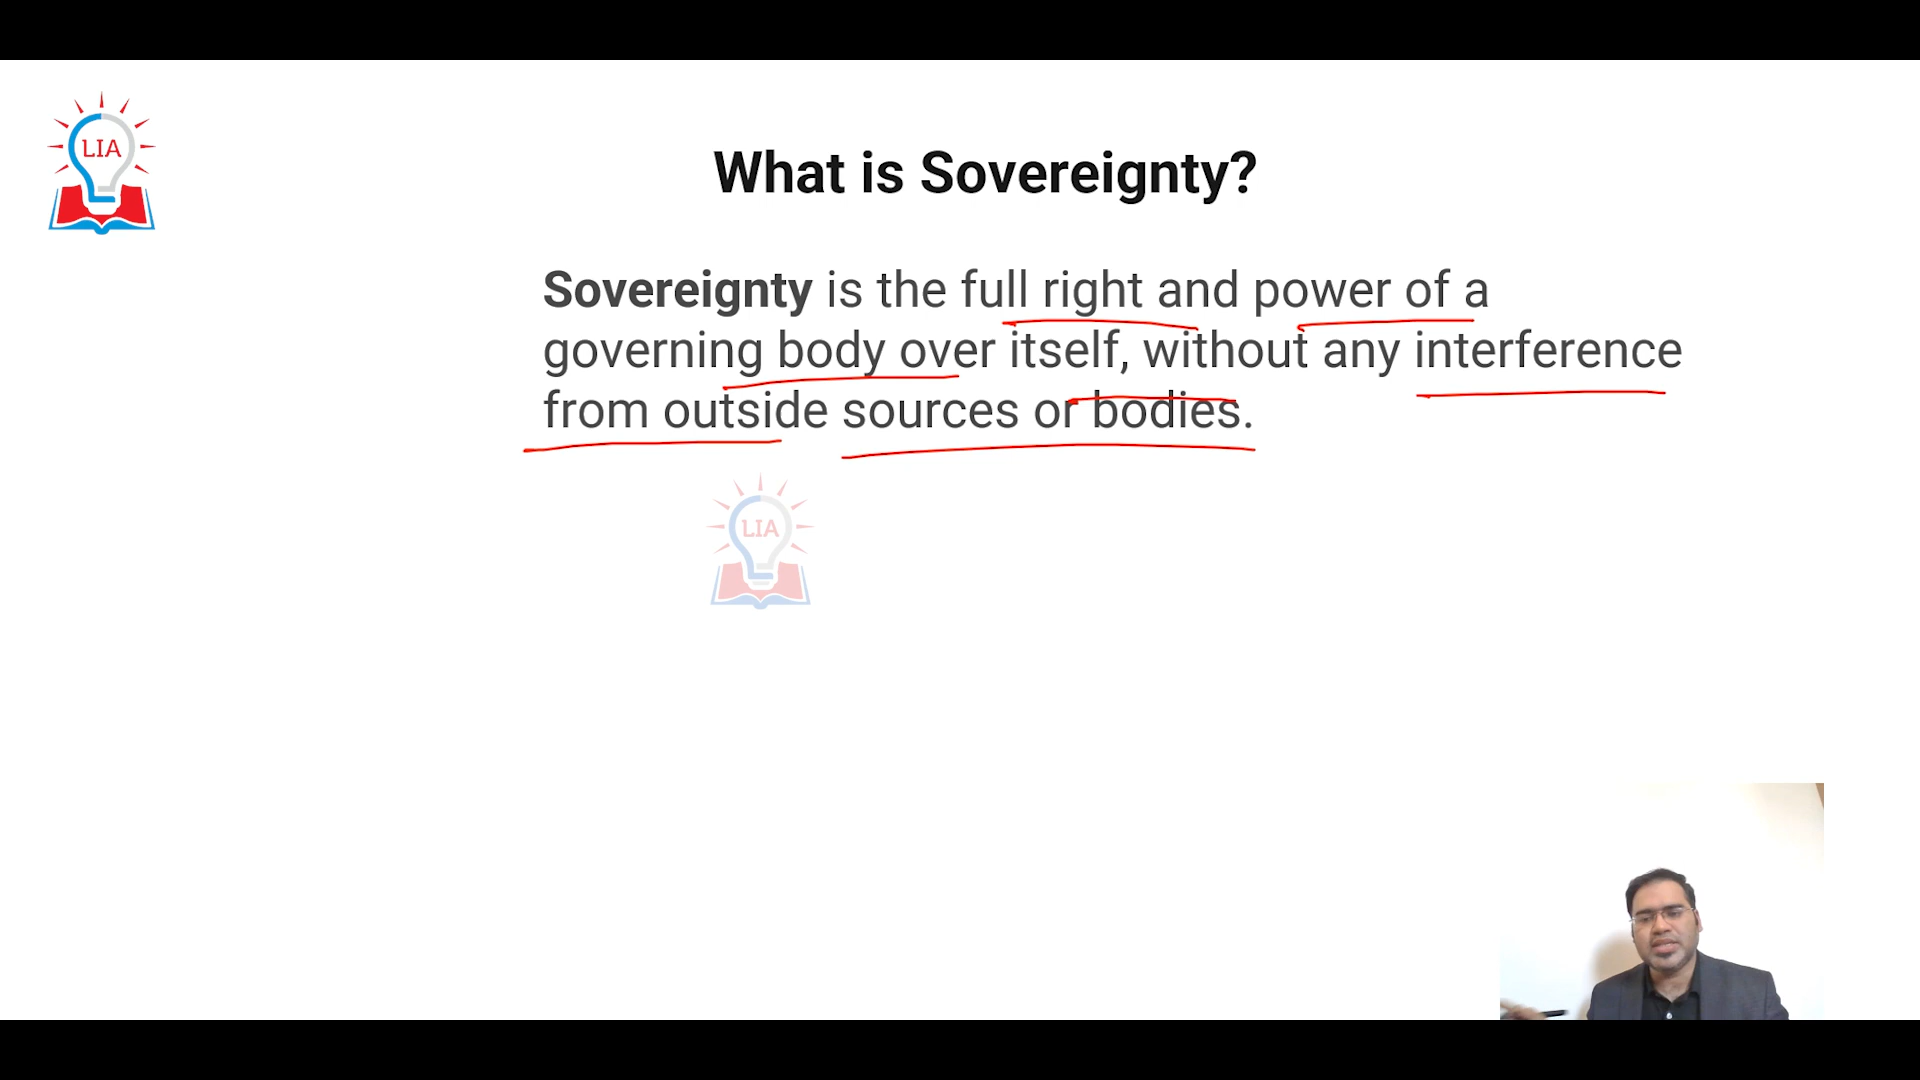 LIA
What is Sovereignty?
Sovereignty is the full right and power of a
governing body over itself, without any interference
from outside sources or bodies.
LIA